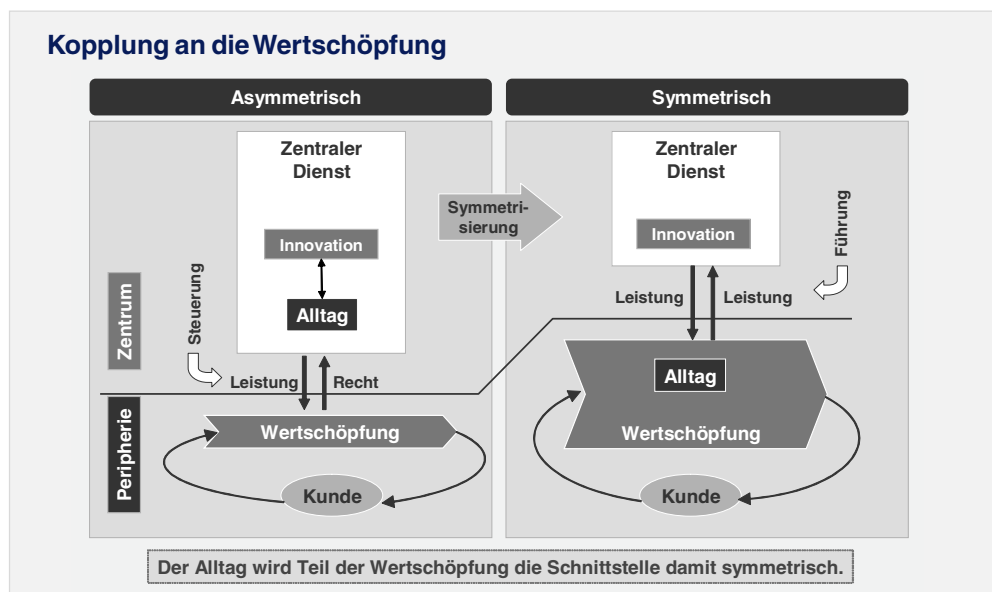 Kopplung an die Wertschöpfung
Asymmetrisch
Symmetrisch
Zentraler
Dienst
Innovation
Alltag
Steuerung
Zentrum
Leistung
Recht
Wertschöpfung
Peripherie
Kunde
Symmetri-
sierung
Zentraler
Dienst
Innovation
Führung
Leistung
Leistung
Alltag
Wertschöpfung
Kunde
Der Alltag wird Teil der Wertschöpfung die Schnittstelle damit symmetrisch.